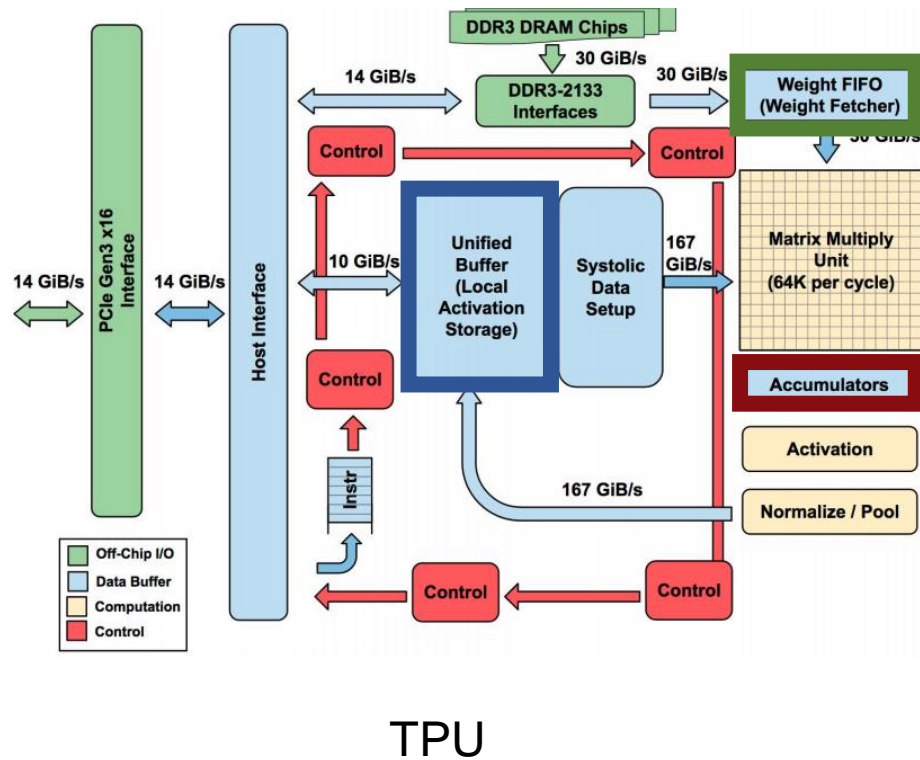 DDR3 DRAM Chips
30 GiB/s
14 GiB/s
DDR3-2133
Interfaces
30 GiB/s
Weight FIFO
(Weight Fetcher)
30 GiB/s
Control
Control
PCIe Gen3 x16
Interface
14 GiB/s
14 GiB/s
Host Interface
10 GiB/s
Unified
Buffer
(Local
Activation
Storage)
Systolic
Data
Setup
167
GiB/s
Matrix Multiply
Unit
(64K per cycle)
Control
Accumulators
Activation
Instr
167 GiB/s
Normalize / Pool
Off-Chip I/O
Data Buffer
Computation
Control
Control
Control
TPU